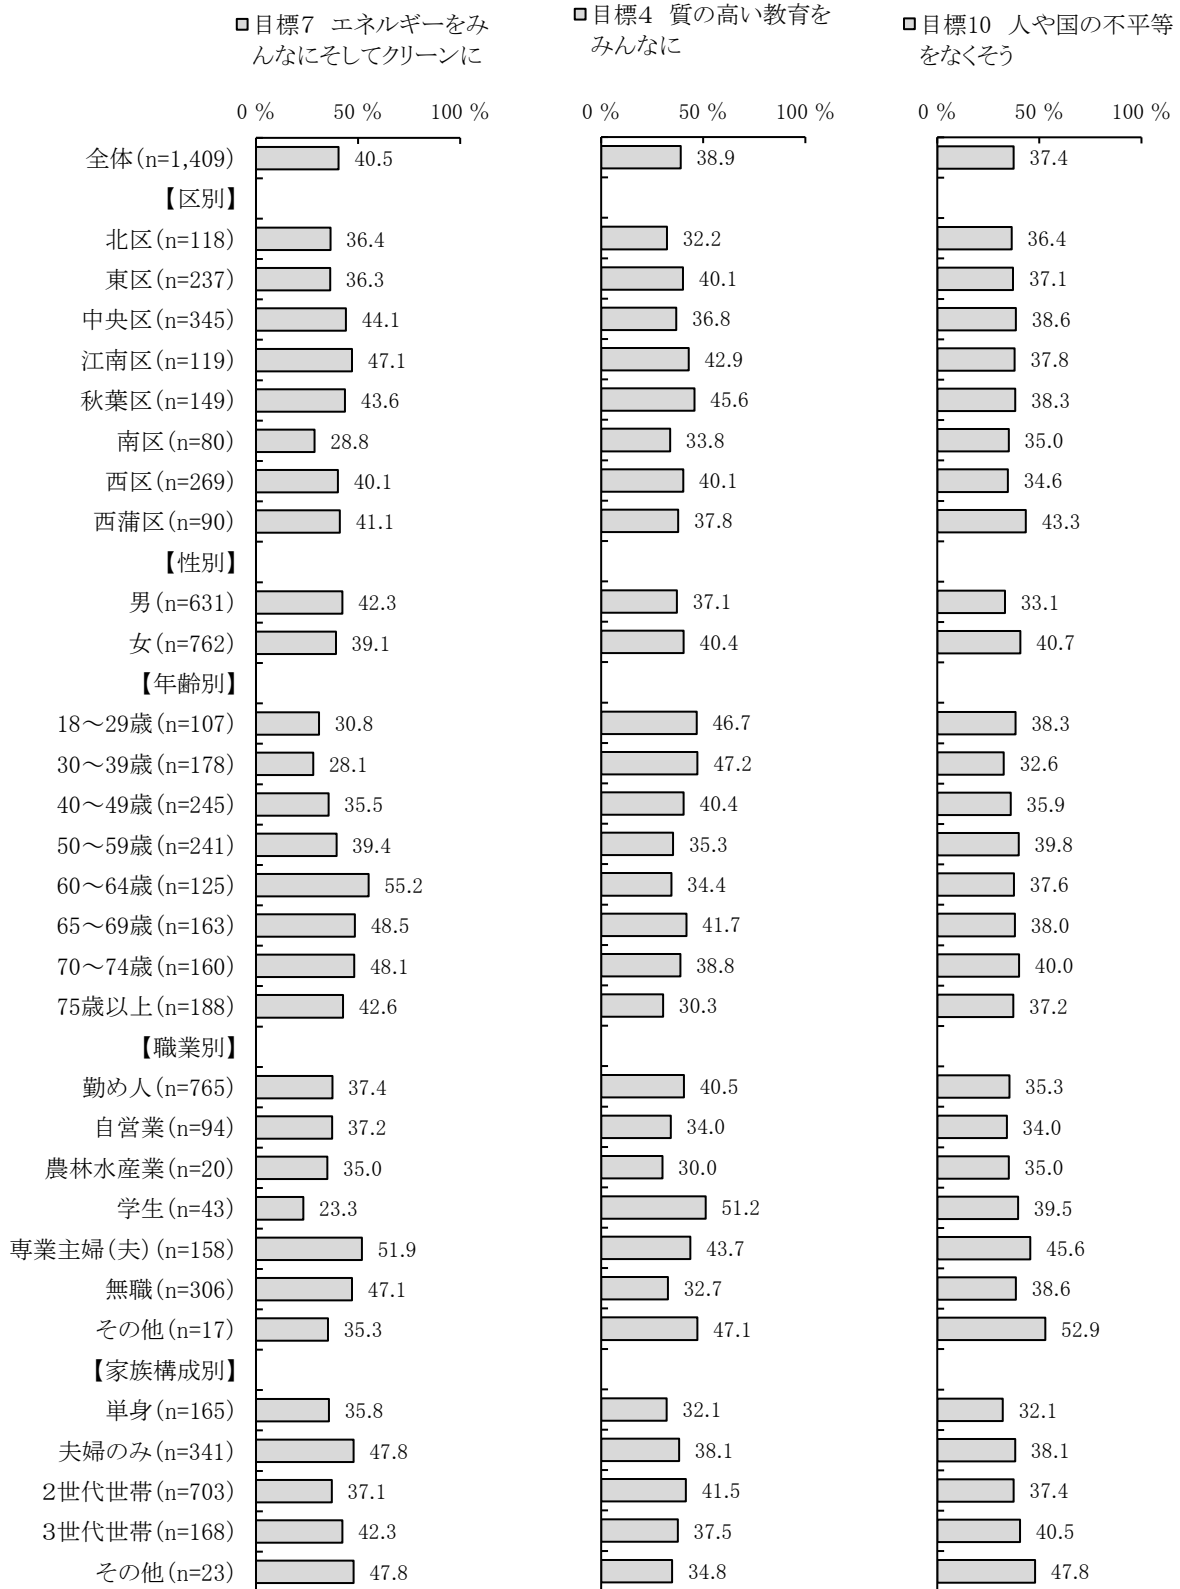 目標7 エネルギーをみ
んなにそしてクリーンに
目標4 質の高い教育を
みんなに
目標10 人や国の不平等
をなくそう
0 % 50 % 100 % 0 % 50 % 100 % 0 % 50 % 100 %
全体(n=1,409) 40.5 38.9 37.4
【区別】
北区(n=118) 36.4 32.2 36.4
東区(n=237) 36.3 40.1 37.1
中央区(n=345) 44.1 36.8 38.6
江南区(n=119) 47.1 42.9 37.8
秋葉区(n=149) 43.6 45.6 38.3
南区(n=80) 28.8 33.8 35.0
西区(n=269) 40.1 40.1 34.6
西蒲区(n=90) 41.1 37.8 43.3
【性別】
男(n=631) 42.3 37.1 33.1
女(n=762) 39.1 40.4 40.7
【年齢別】
18～29歳(n=107) 30.8 46.7 38.3
30～39歳(n=178) 28.1 47.2 32.6
40～49歳(n=245) 35.5 40.4 35.9
50～59歳(n=241) 39.4 35.3 39.8
60～64歳(n=125) 55.2 34.4 37.6
65～69歳(n=163) 48.5 41.7 38.0
70～74歳(n=160) 48.1 38.8 40.0
75歳以上(n=188) 42.6 30.3 37.2
【職業別】
勤め人(n=765) 37.4 40.5 35.3
自営業(n=94) 37.2 34.0 34.0
農林水産業(n=20) 35.0 30.0 35.0
学生(n=43) 23.3 51.2 39.5
専業主婦(夫)(n=158) 51.9 43.7 45.6
無職(n=306) 47.1 32.7 38.6
その他(n=17) 35.3 47.1 52.9
【家族構成別】
単身(n=165) 35.8 32.1 32.1
夫婦のみ(n=341) 47.8 38.1 38.1
2世代世帯(n=703) 37.1 41.5 37.4
3世代世帯(n=168) 42.3 37.5 40.5
その他(n=23) 47.8 34.8 47.8